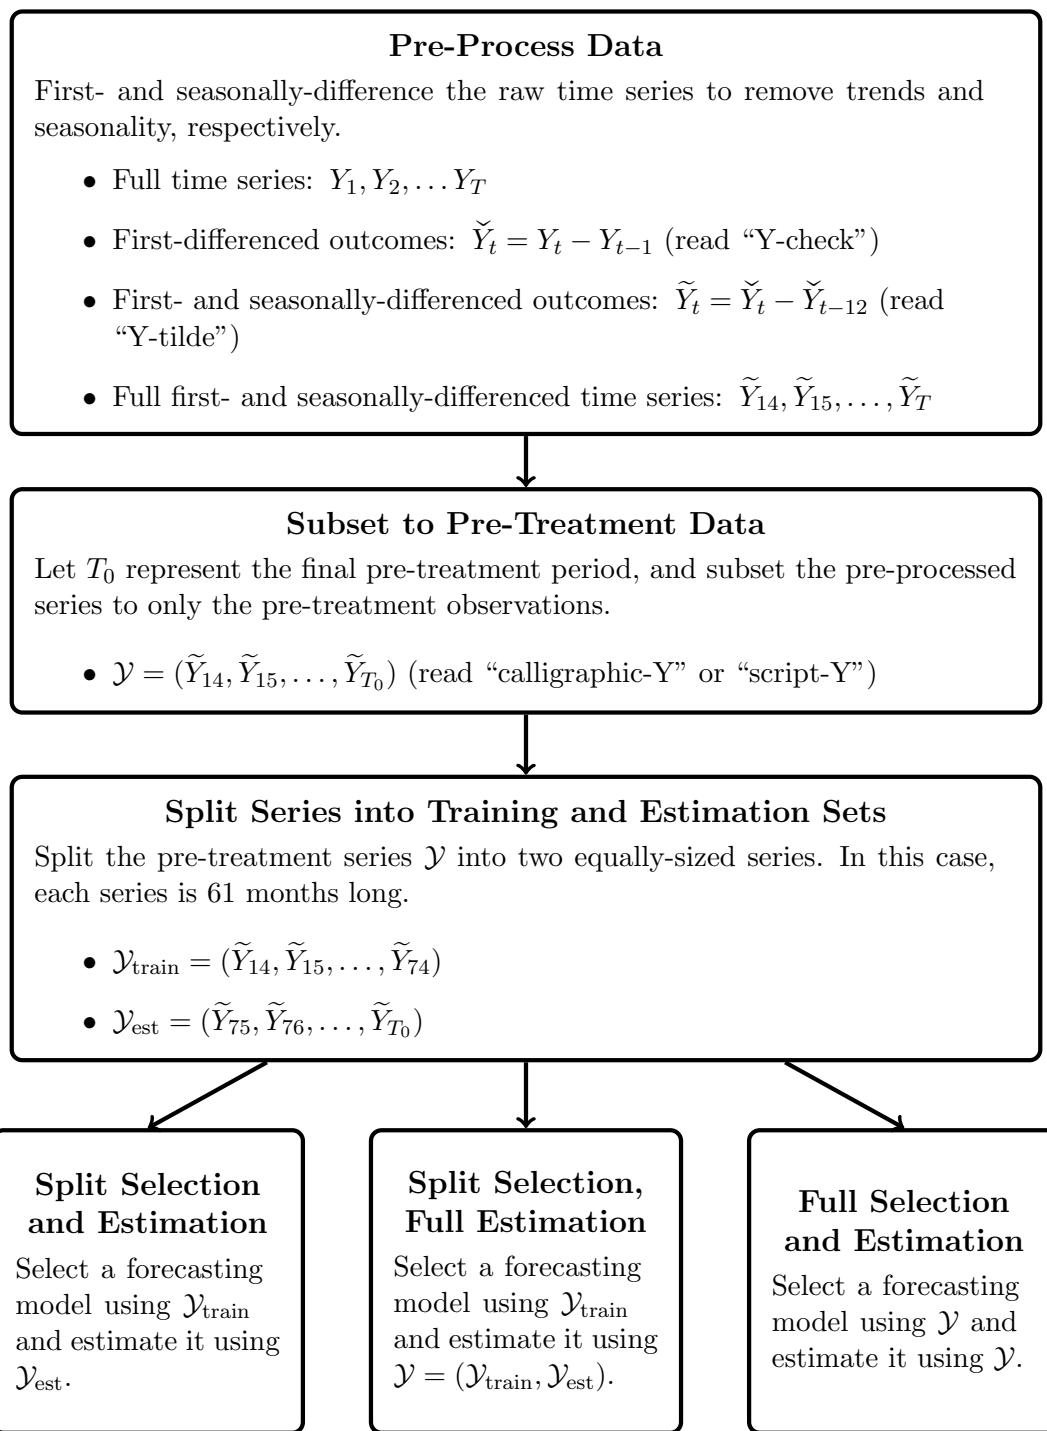 Pre-Process Data
First- and seasonally-difference the raw time series to remove trends and
seasonality, respectively.
• Full time series: Y₁, Y₂, … Y_T
• First-differenced outcomes: Y̌_t = Y_t − Y_{t−1} (read “Y-check”)
• First- and seasonally-differenced outcomes: Ỹ_t = Y̌_t − Y̌_{t−12} (read
“Y-tilde”)
• Full first- and seasonally-differenced time series: Ỹ₁₄, Ỹ₁₅, …, Ỹ_T
Subset to Pre-Treatment Data
Let T₀ represent the final pre-treatment period, and subset the pre-processed
series to only the pre-treatment observations.
• 𝒴 = (Ỹ₁₄, Ỹ₁₅, …, Ỹ_{T₀}) (read “calligraphic-Y” or “script-Y”)
Split Series into Training and Estimation Sets
Split the pre-treatment series 𝒴 into two equally-sized series. In this case,
each series is 61 months long.
• 𝒴_train = (Ỹ₁₄, Ỹ₁₅, …, Ỹ₇₄)
• 𝒴_est = (Ỹ₇₅, Ỹ₇₆, …, Ỹ_{T₀})
Split Selection
and Estimation
Select a forecasting
model using 𝒴_train
and estimate it using
𝒴_est.
Split Selection,
Full Estimation
Select a forecasting
model using 𝒴_train
and estimate it using
𝒴 = (𝒴_train, 𝒴_est).
Full Selection
and Estimation
Select a forecasting
model using 𝒴 and
estimate it using 𝒴.